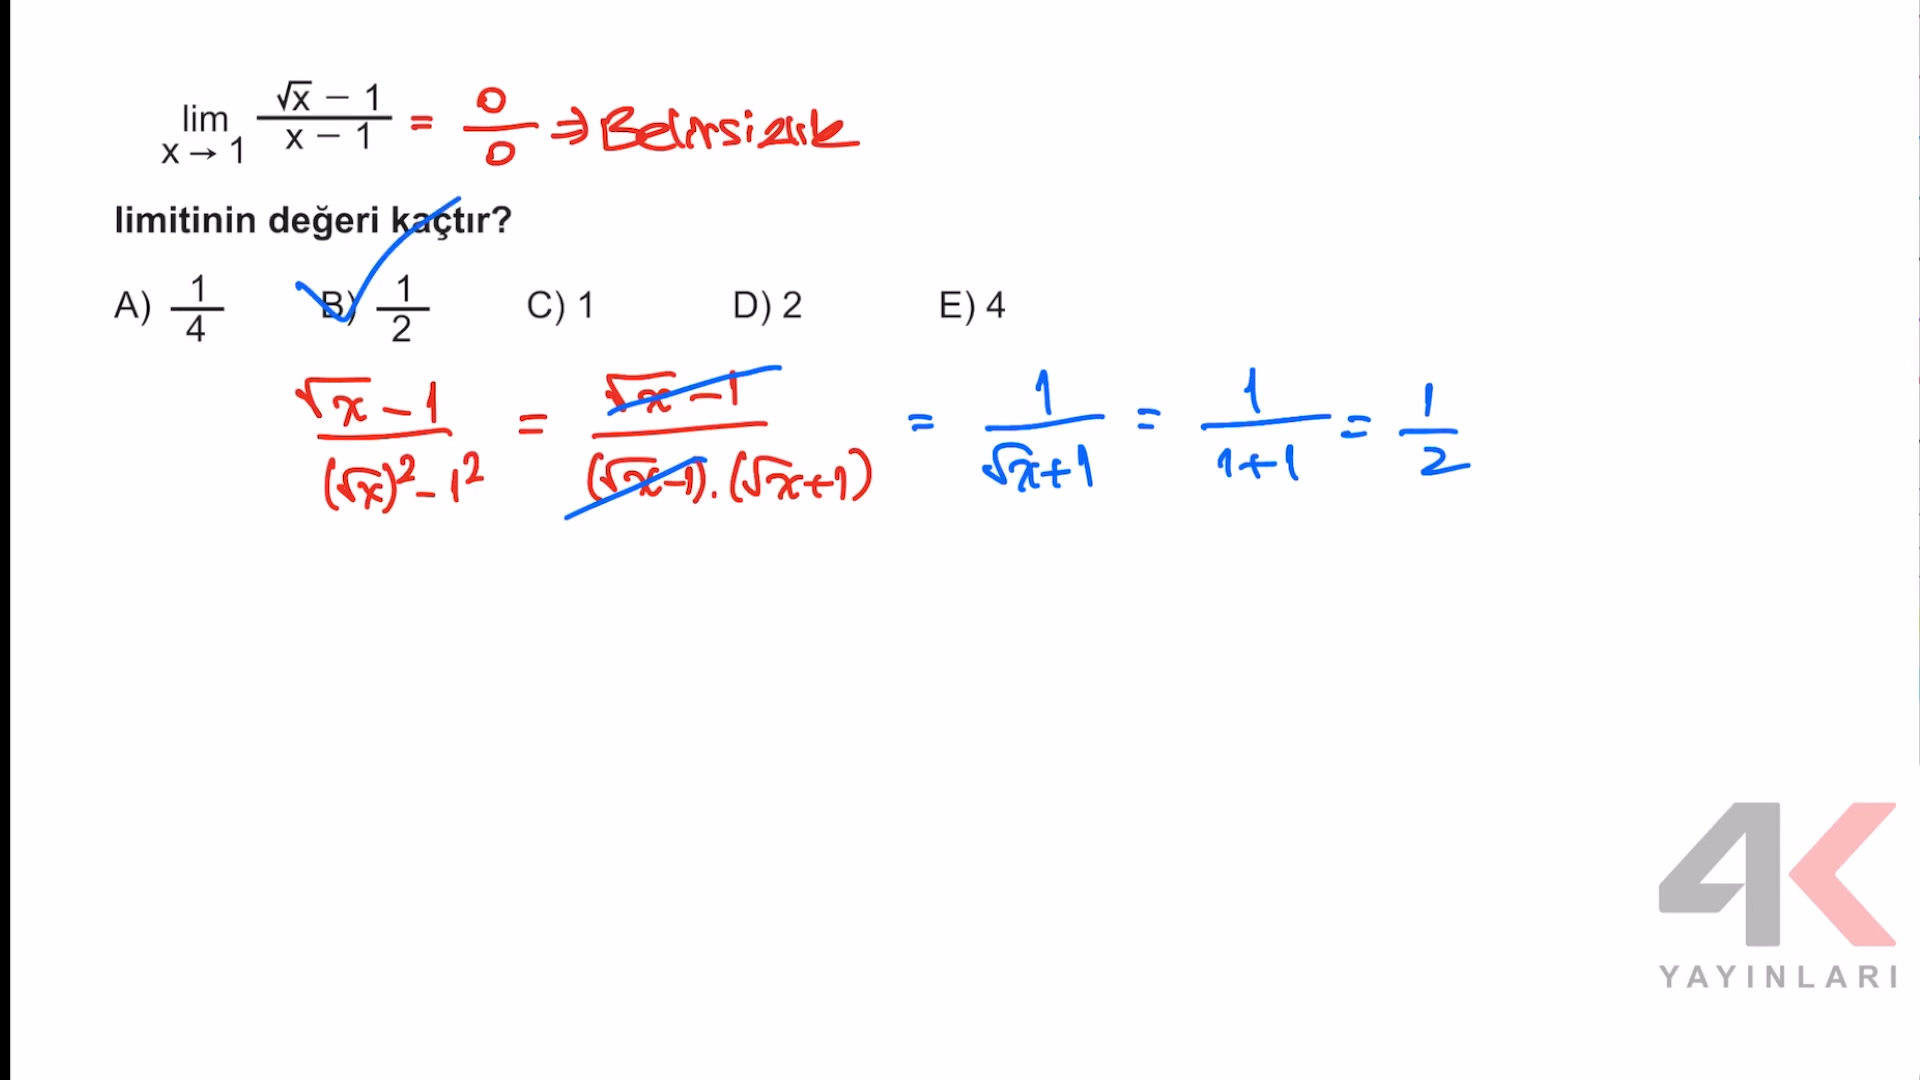 lim x → 1 (√x − 1)/(x − 1) = 0/0 ⇒ Belirsizlik
limitinin değeri kaçtır?
A) 1/4 B) 1/2 C) 1 D) 2 E) 4
(√x − 1)/((√x)² − 1²) = (√x − 1)/((√x − 1).(√x + 1)) = 1/(√x + 1) = 1/(1 + 1) = 1/2
4K
YAYINLARI